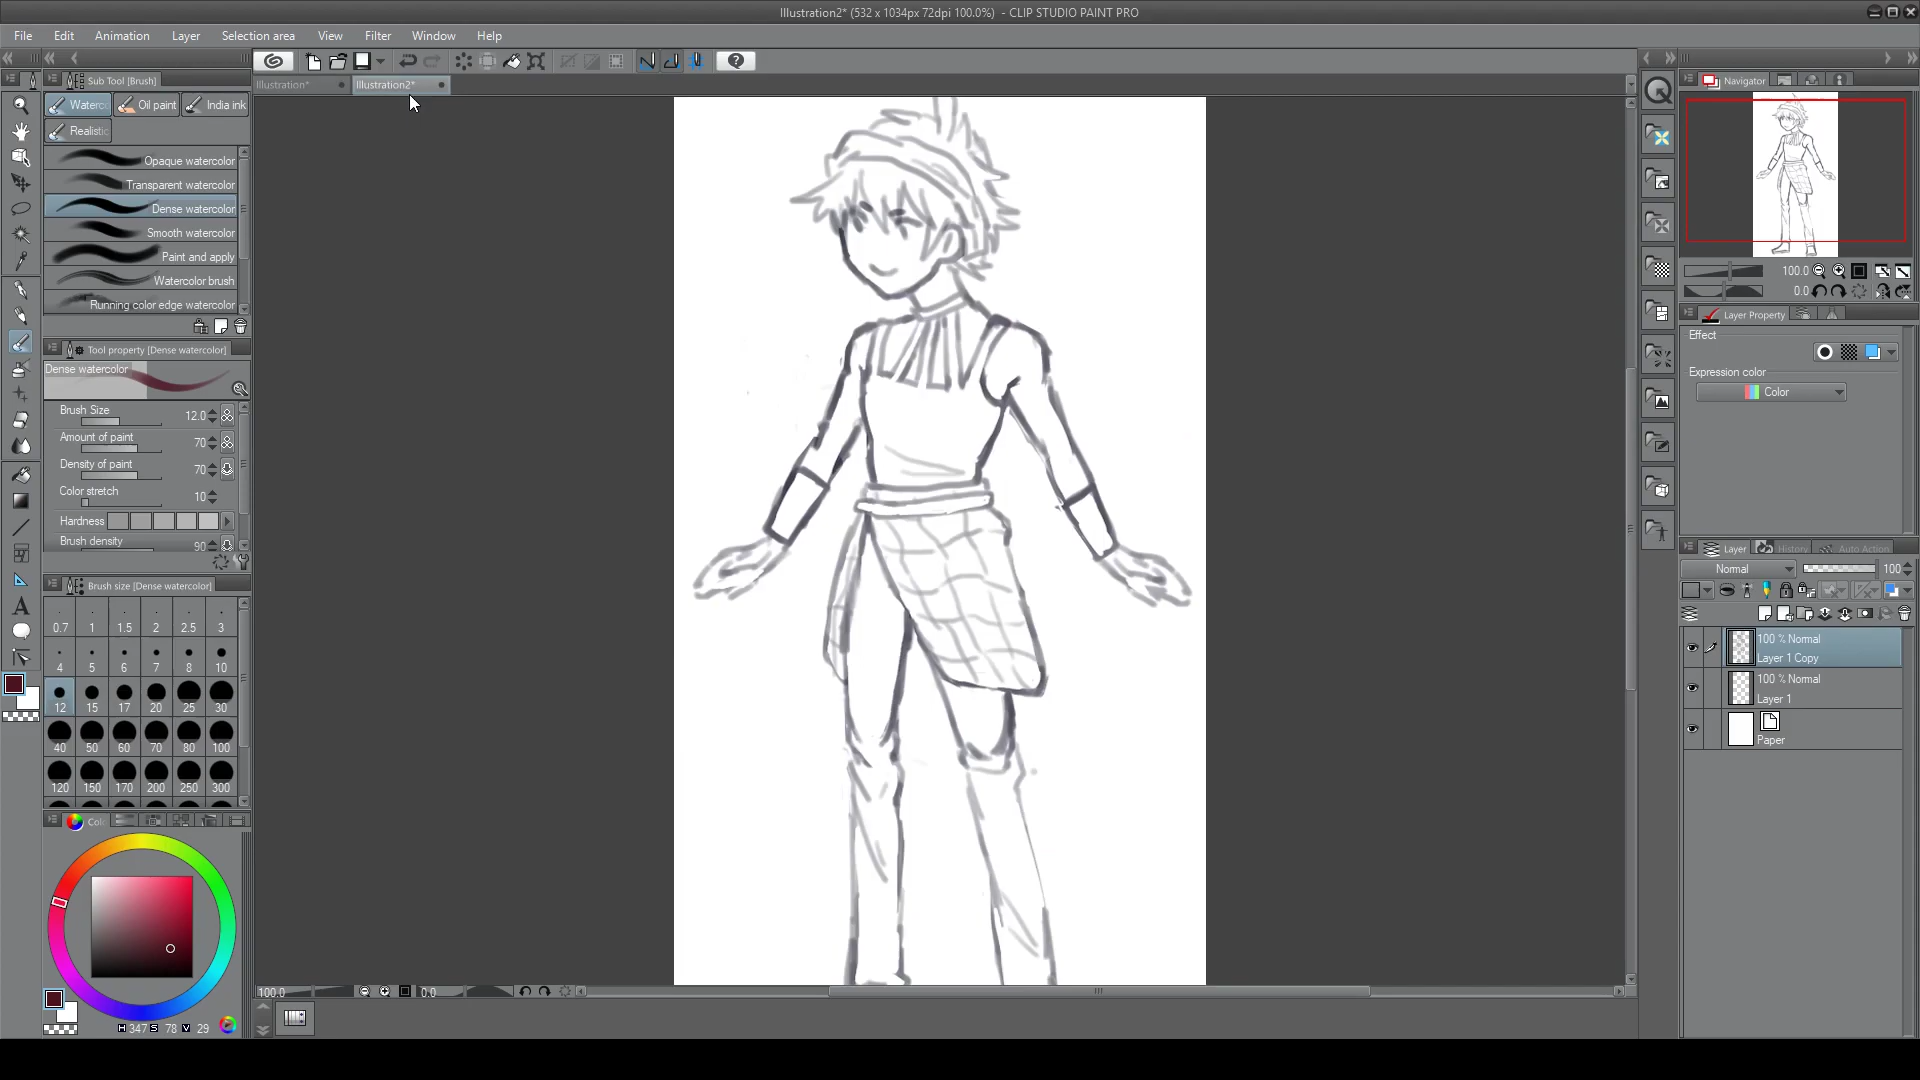 Illustration2* (532 x 1034px 72dpi 100.0%) - CLIP STUDIO PAINT PRO
File Edit Animation Layer Selection area View Filter Window Help
Sub Tool [Brush]
Illustration* Illustration2*
Navigator
Waterco Oil paint India ink
Realistic
Opaque watercolor
Transparent watercolor
Dense watercolor
Smooth watercolor
Paint and apply
Watercolor brush
Running color edge watercolor
100.0
0.0
Layer Property
Effect
Expression color
Color
Tool property [Dense watercolor]
Dense watercolor
Brush Size 12.0
Amount of paint 70
Density of paint 70
Color stretch 10
Hardness
Brush density 90
Brush size [Dense watercolor]
0.7 1 1.5 2 2.5 3
4 5 6 7 8 10
12 15 17 20 25 30
40 50 60 70 80 100
120 150 170 200 250 300
Layer History Auto Action
Normal 100
100 % Normal
Layer 1 Copy
100 % Normal
Layer 1
Paper
Colo
H 347 S 78 V 29
100.0 0.0
A